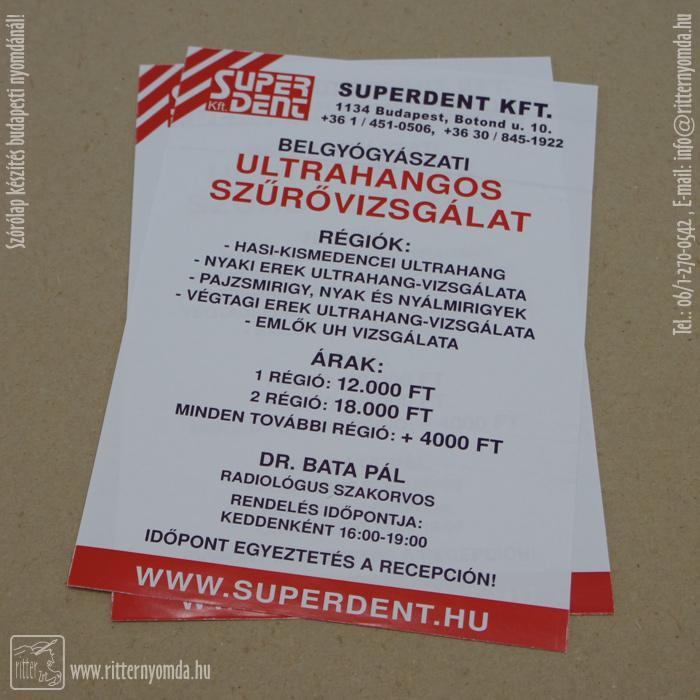 SUPER
Kft. DENT
SUPERDENT KFT.
1134 Budapest, Botond u. 10.
+36 1 / 451-0506, +36 30 / 845-1922
BELGYÓGYÁSZATI
ULTRAHANGOS
SZŰRŐVIZSGÁLAT
RÉGIÓK:
- HASI-KISMEDENCEI ULTRAHANG
- NYAKI EREK ULTRAHANG-VIZSGÁLATA
- PAJZSMIRIGY, NYAK ÉS NYÁLMIRIGYEK
- VÉGTAGI EREK ULTRAHANG-VIZSGÁLATA
- EMLŐK UH VIZSGÁLATA
ÁRAK:
1 RÉGIÓ: 12.000 FT
2 RÉGIÓ: 18.000 FT
MINDEN TOVÁBBI RÉGIÓ: + 4000 FT
DR. BATA PÁL
RADIOLÓGUS SZAKORVOS
RENDELÉS IDŐPONTJA:
KEDDENKÉNT 16:00-19:00
IDŐPONT EGYEZTETÉS A RECEPCIÓN!
WWW.SUPERDENT.HU
Szórólap készítés budapesti nyomdánál!
Tel.: 06/1-270-0542 E-mail: info@ritternyomda.hu
ritter
www.ritternyomda.hu